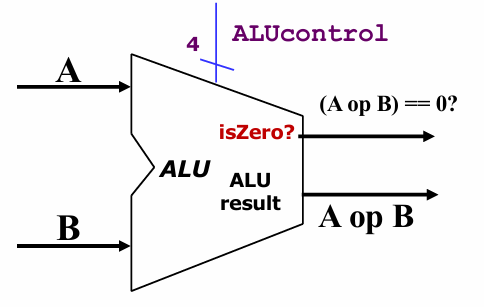 4
ALUcontrol
A
(A op B) == 0?
isZero?
ALU
ALU
result
A op B
B